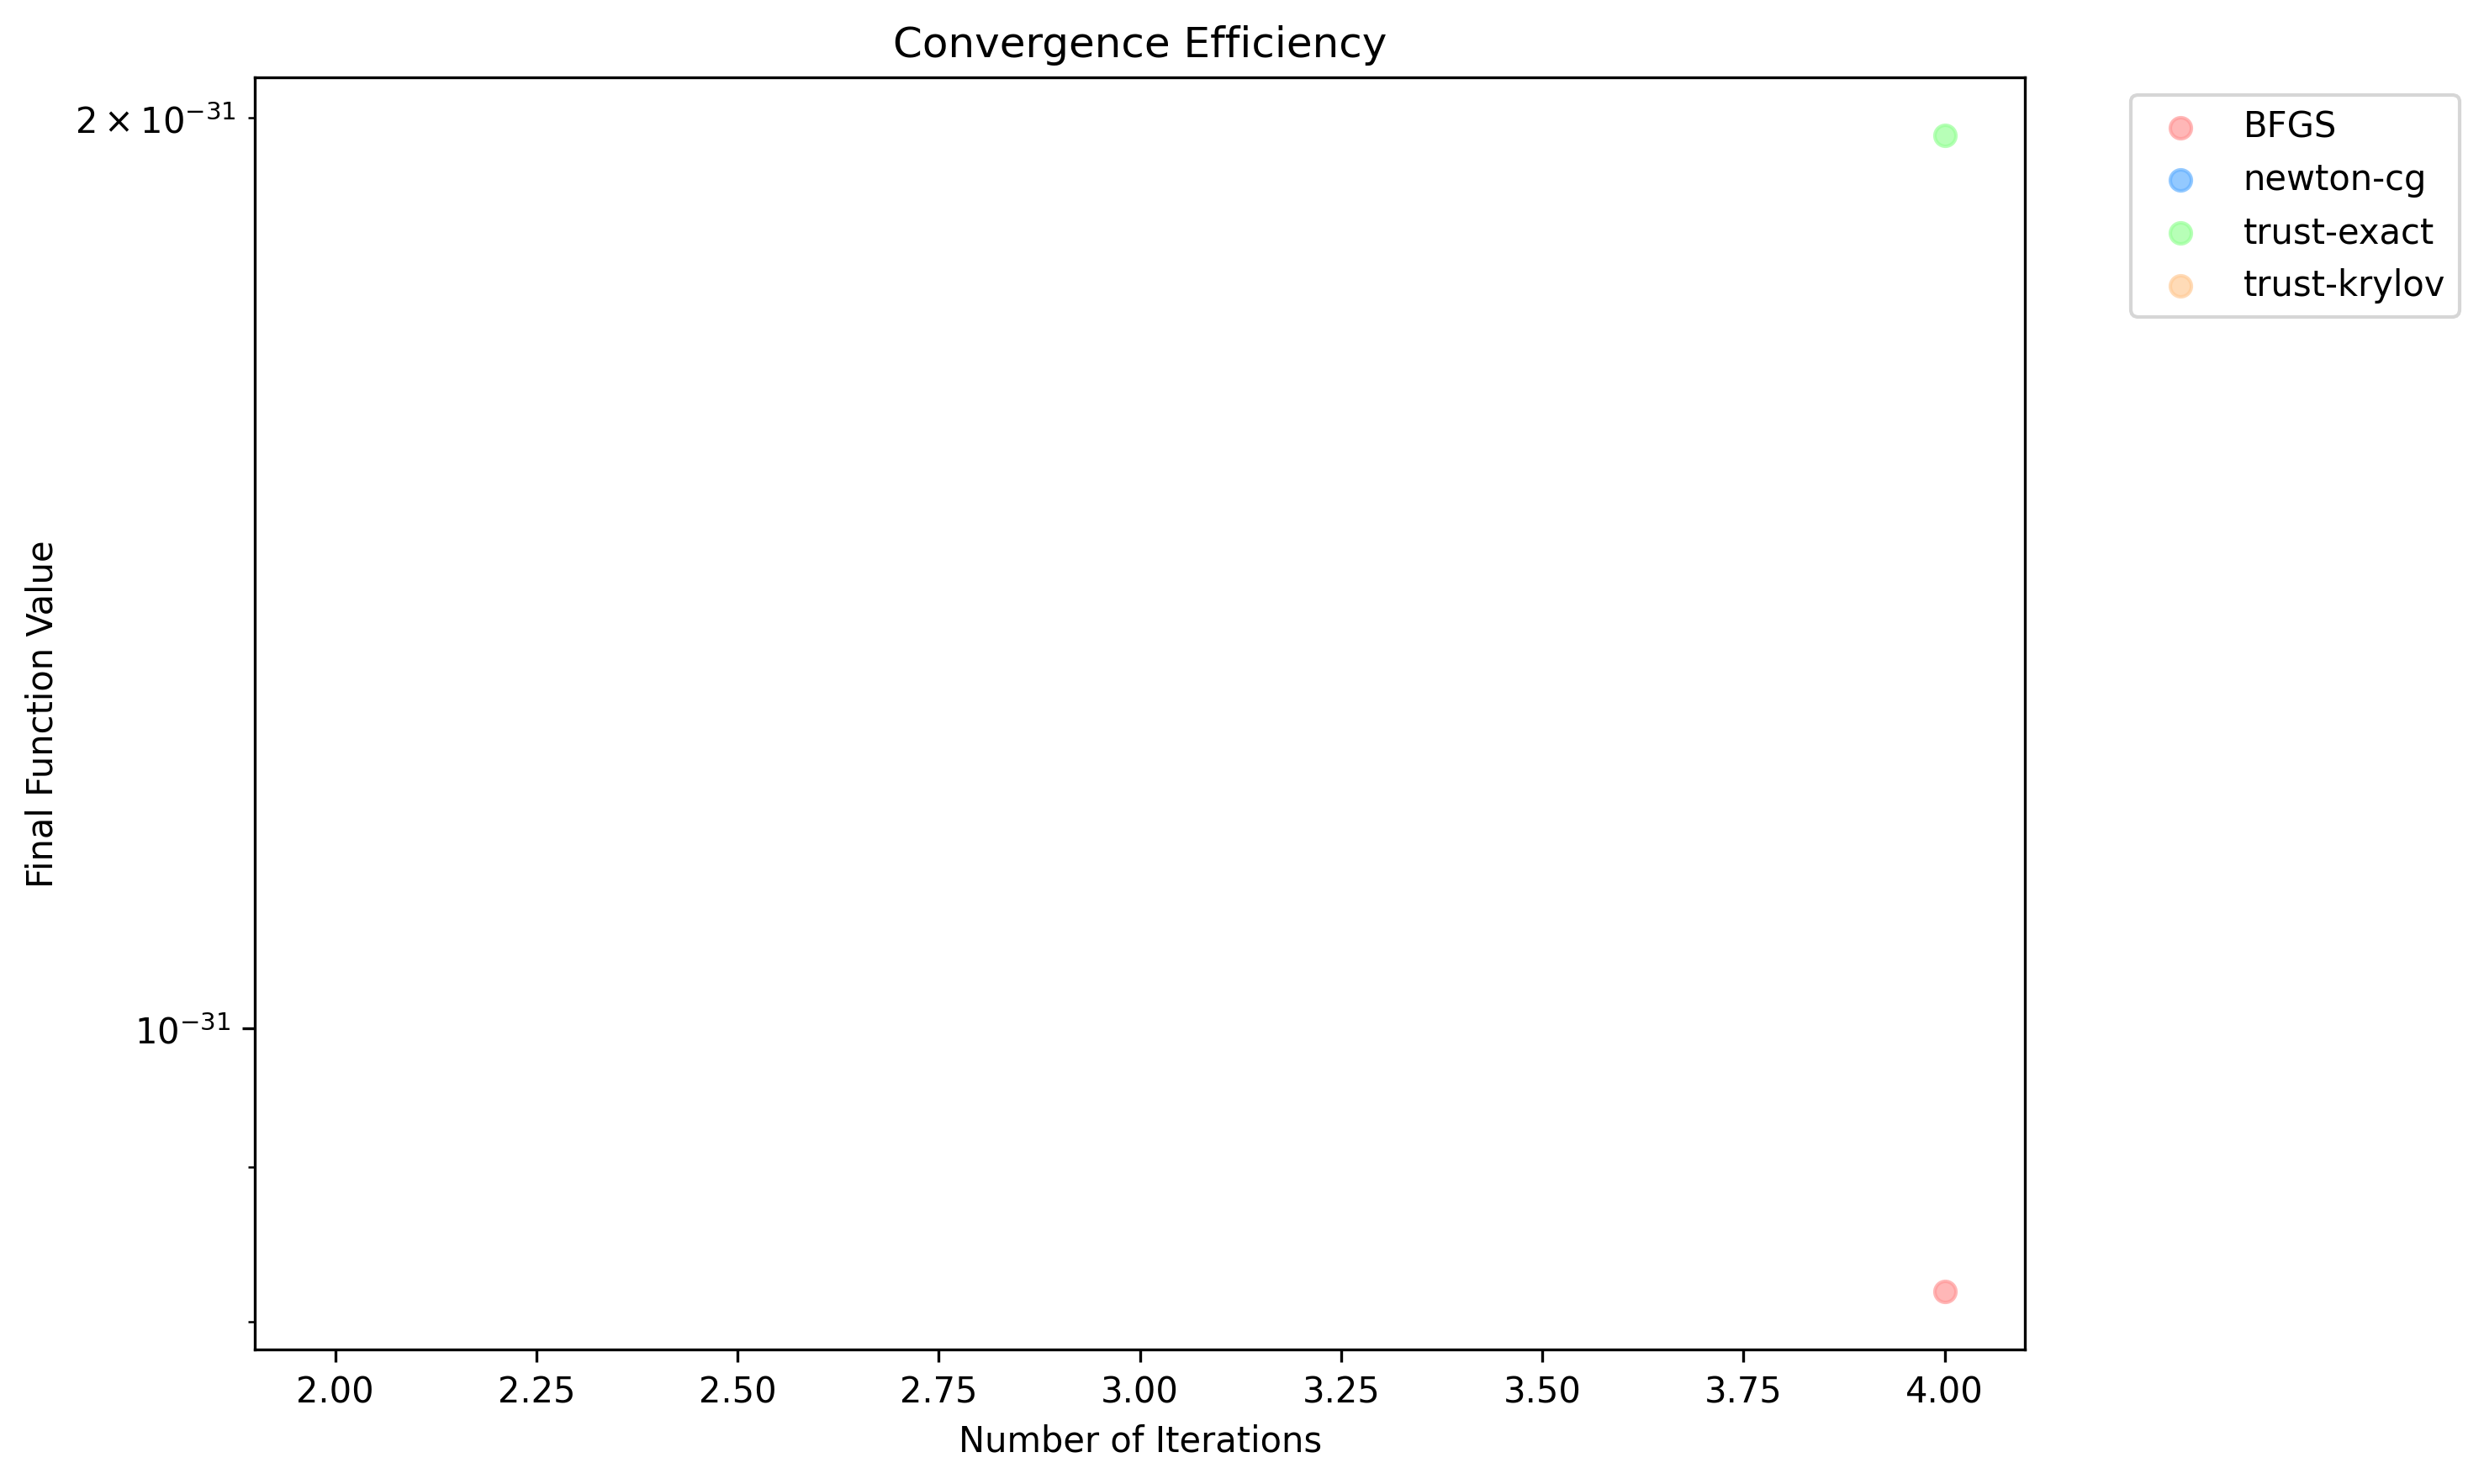 Convergence Efficiency
2 × 10⁻³¹
10⁻³¹
Final Function Value
2.00 2.25 2.50 2.75 3.00 3.25 3.50 3.75 4.00
Number of Iterations
BFGS
newton-cg
trust-exact
trust-krylov